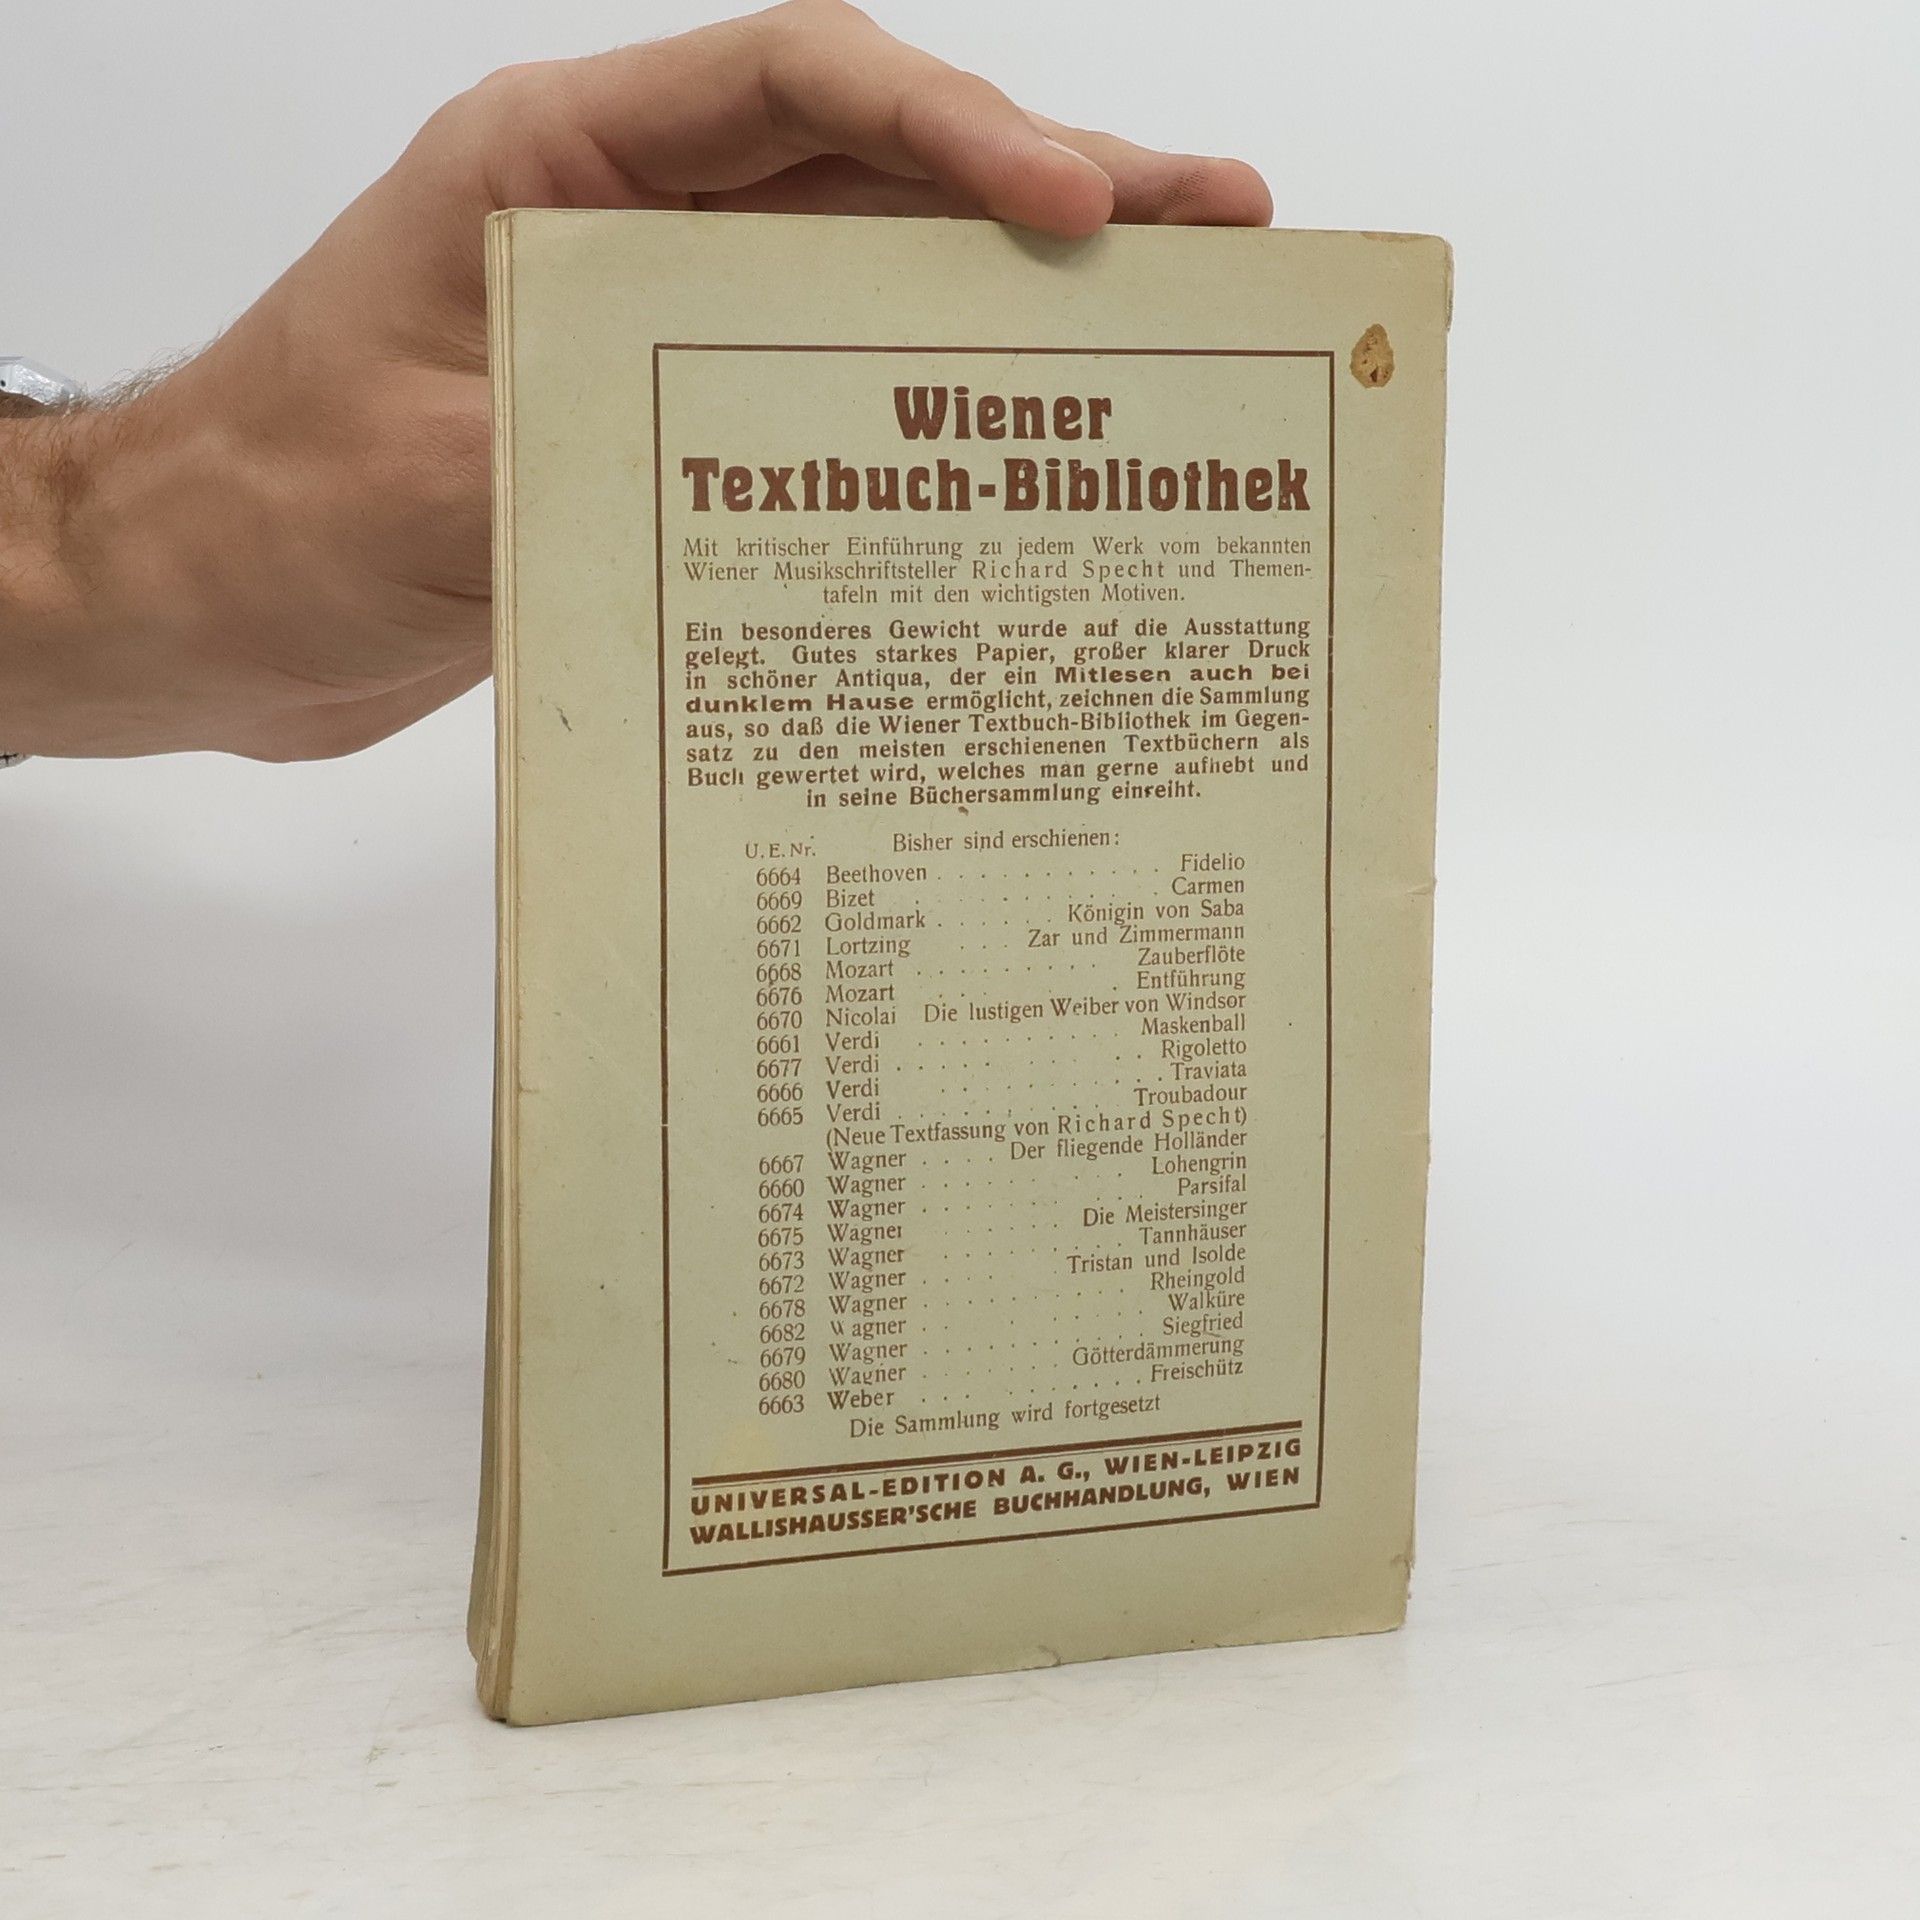 Wiener
Textbuch-Bibliothek
Mit kritischer Einführung zu jedem Werk vom bekannten
Wiener Musikschriftsteller Richard Specht und Themen-
tafeln mit den wichtigsten Motiven.
Ein besonderes Gewicht wurde auf die Ausstattung
gelegt. Gutes starkes Papier, großer klarer Druck
in schöner Antiqua, der ein Mitlesen auch bei
dunklem Hause ermöglicht, zeichnen die Sammlung
aus, so daß die Wiener Textbuch-Bibliothek im Gegen-
satz zu den meisten erschienenen Textbüchern als
Buch gewertet wird, welches man gerne aufhebt und
in seine Büchersammlung einreiht.
U. E. Nr. Bisher sind erschienen:
6664 Beethoven . . . . . . . . . . . Fidelio
6669 Bizet . . . . . . . . . . Carmen
6662 Goldmark . . . . . . Königin von Saba
6671 Lortzing . . . Zar und Zimmermann
6668 Mozart . . . . . . . . . Zauberflöte
6676 Mozart . . . . . . Entführung
6670 Nicolai Die lustigen Weiber von Windsor
6661 Verdi . . . . . . . . . . Maskenball
6677 Verdi . . . . . . . . . Rigoletto
6666 Verdi . . . . . . . . . . . Traviata
6665 Verdi . . . . . . . . . . Troubadour
(Neue Textfassung von Richard Specht)
6667 Wagner . . . . Der fliegende Holländer
6660 Wagner . . . . . . . . Lohengrin
6674 Wagner . . . . . . . . . . Parsifal
6675 Wagner . . . . . . Die Meistersinger
6673 Wagner . . . . . . . . . Tannhäuser
6672 Wagner . . . . . Tristan und Isolde
6678 Wagner . . . . . . . . . . Rheingold
6682 Wagner . . . . . . . . Walküre
6679 Wagner . . . . . . . . . . Siegfried
6680 Wagner . . . . . . . Götterdämmerung
6663 Weber . . . . . . . . . . Freischütz
Die Sammlung wird fortgesetzt
UNIVERSAL-EDITION A. G., WIEN-LEIPZIG
WALLISHAUSSER'SCHE BUCHHANDLUNG, WIEN